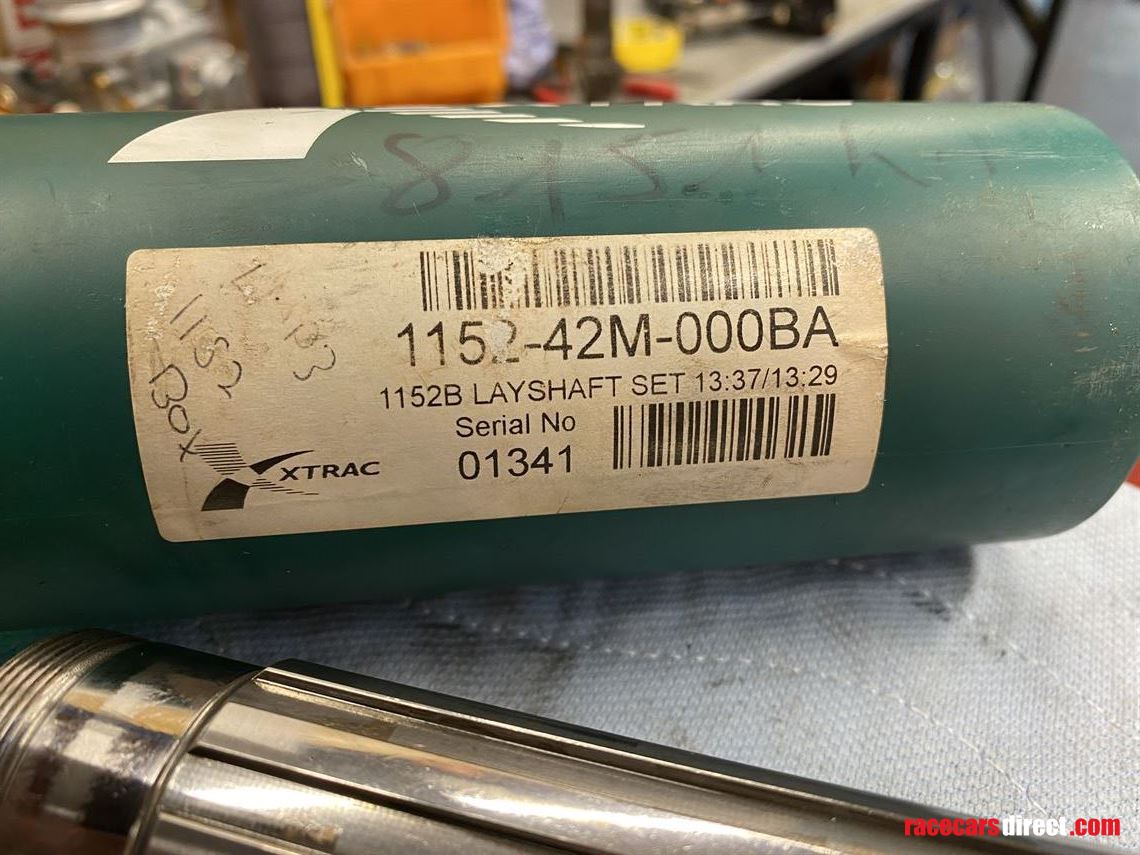 1152-42M-000BA
1152B LAYSHAFT SET 13:37/13:29
Serial No
01341
XTRAC
1152
Box
racecarsdirect.com